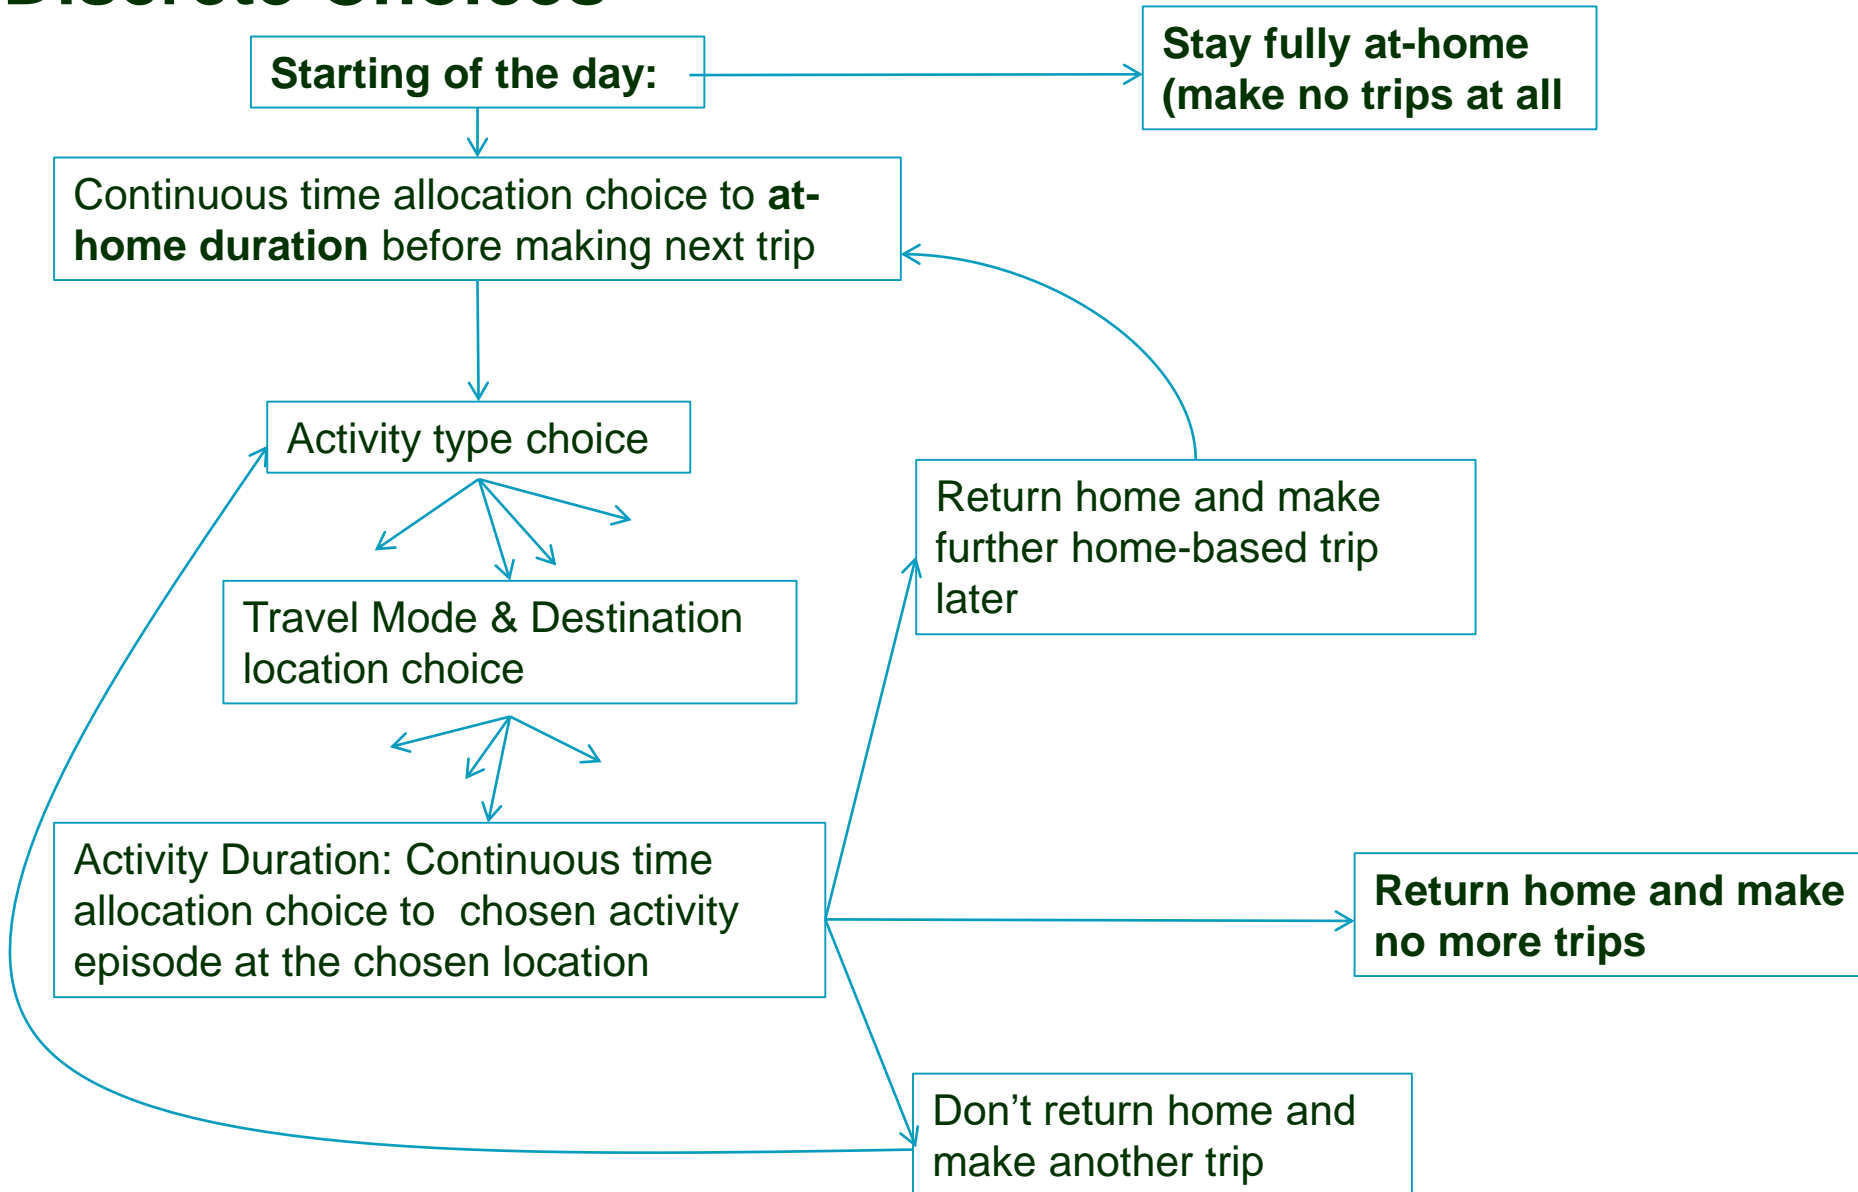 Discrete Choices
Starting of the day:
Stay fully at-home
(make no trips at all
Continuous time allocation choice to at-
home duration before making next trip
Activity type choice
Return home and make
further home-based trip
later
Travel Mode & Destination
location choice
Activity Duration: Continuous time
allocation choice to  chosen activity
episode at the chosen location
Return home and make
no more trips
Don’t return home and
make another trip